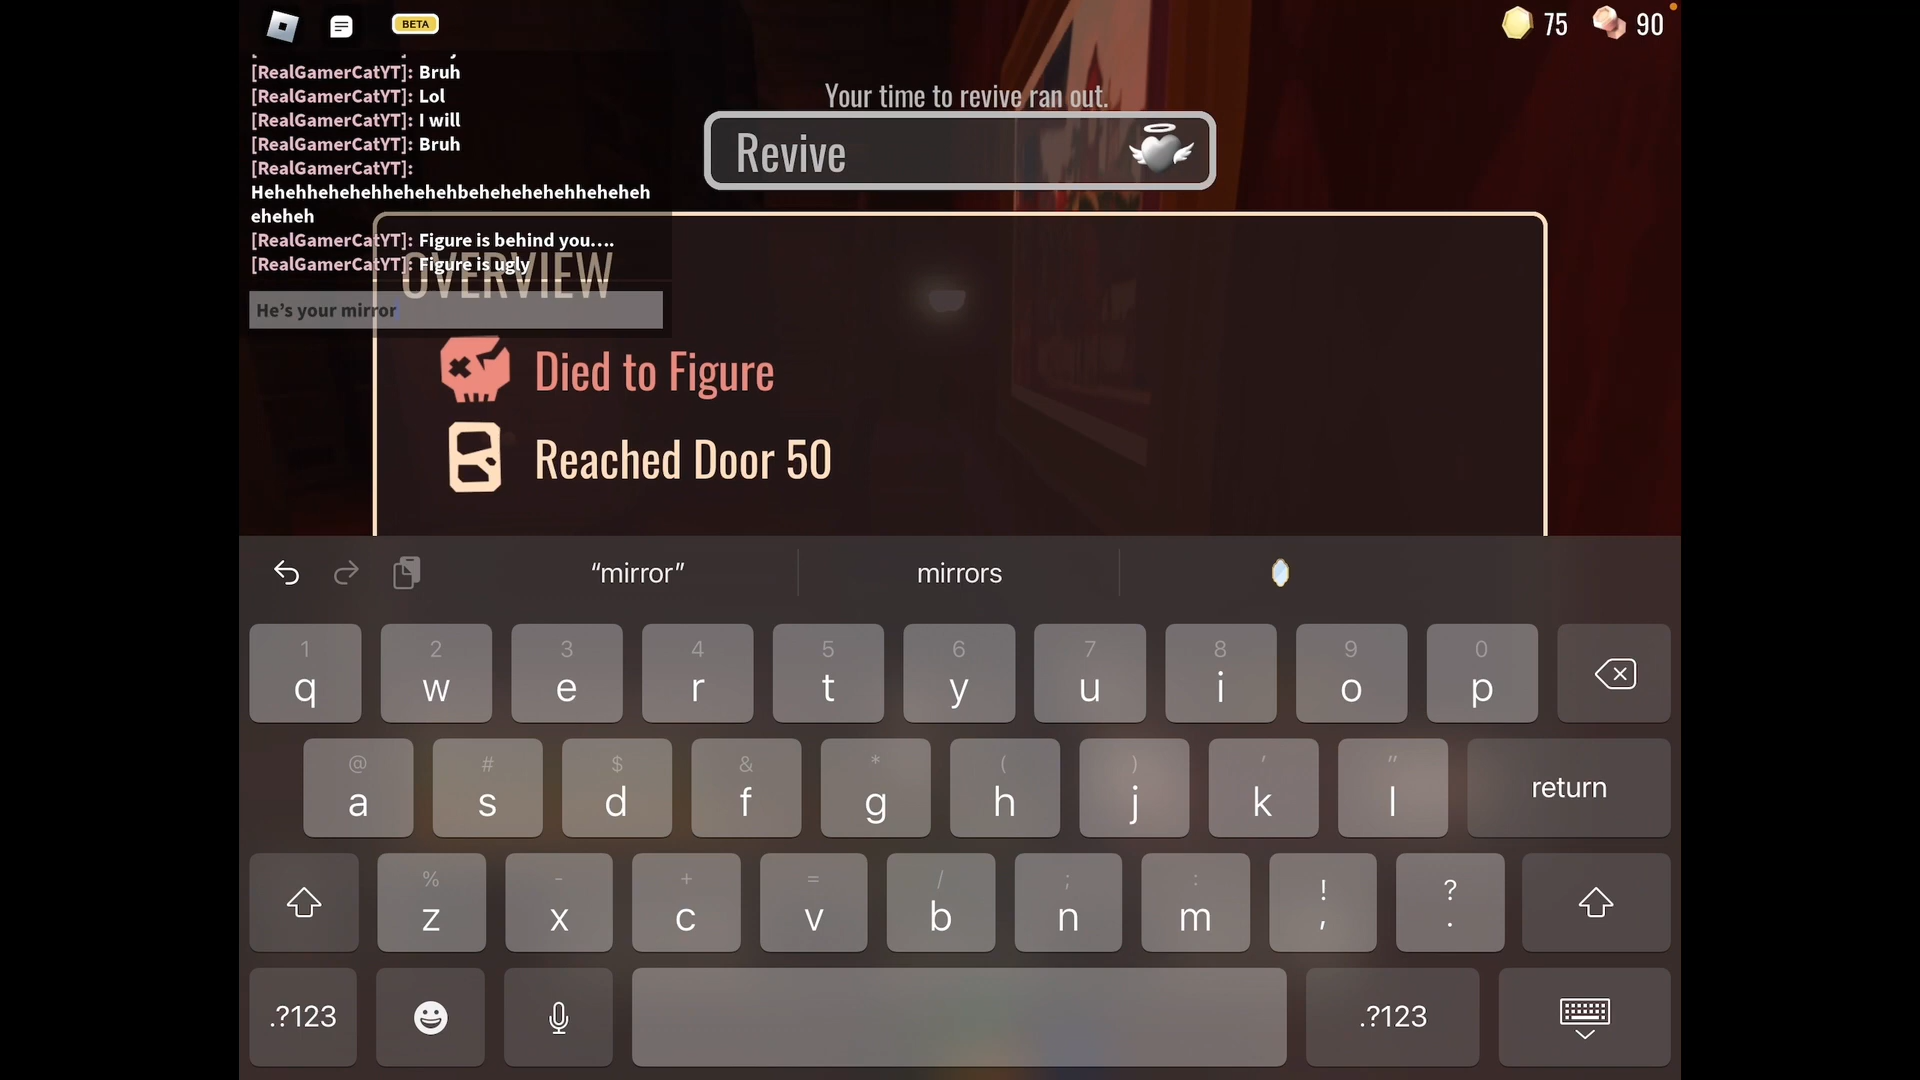 BETA
75
90
[RealGamerCatYT]: Bruh
[RealGamerCatYT]: Lol
[RealGamerCatYT]: I will
[RealGamerCatYT]: Bruh
[RealGamerCatYT]:
Hehehhehehehhehehehbehehehehehheheheh
eheheh
[RealGamerCatYT]: Figure is behind you....
[RealGamerCatYT]: Figure is ugly
He's your mirror
Your time to revive ran out.
Revive
OVERVIEW
Died to Figure
Reached Door 50
“mirror”
mirrors
1 2 3 4 5 6 7 8 9 0
q w e r t y u i o p
@ # $ & * ( ) ' "
a s d f g h j k l return
% - + = / ; : ! ?
z x c v b n m , .
.?123 .?123